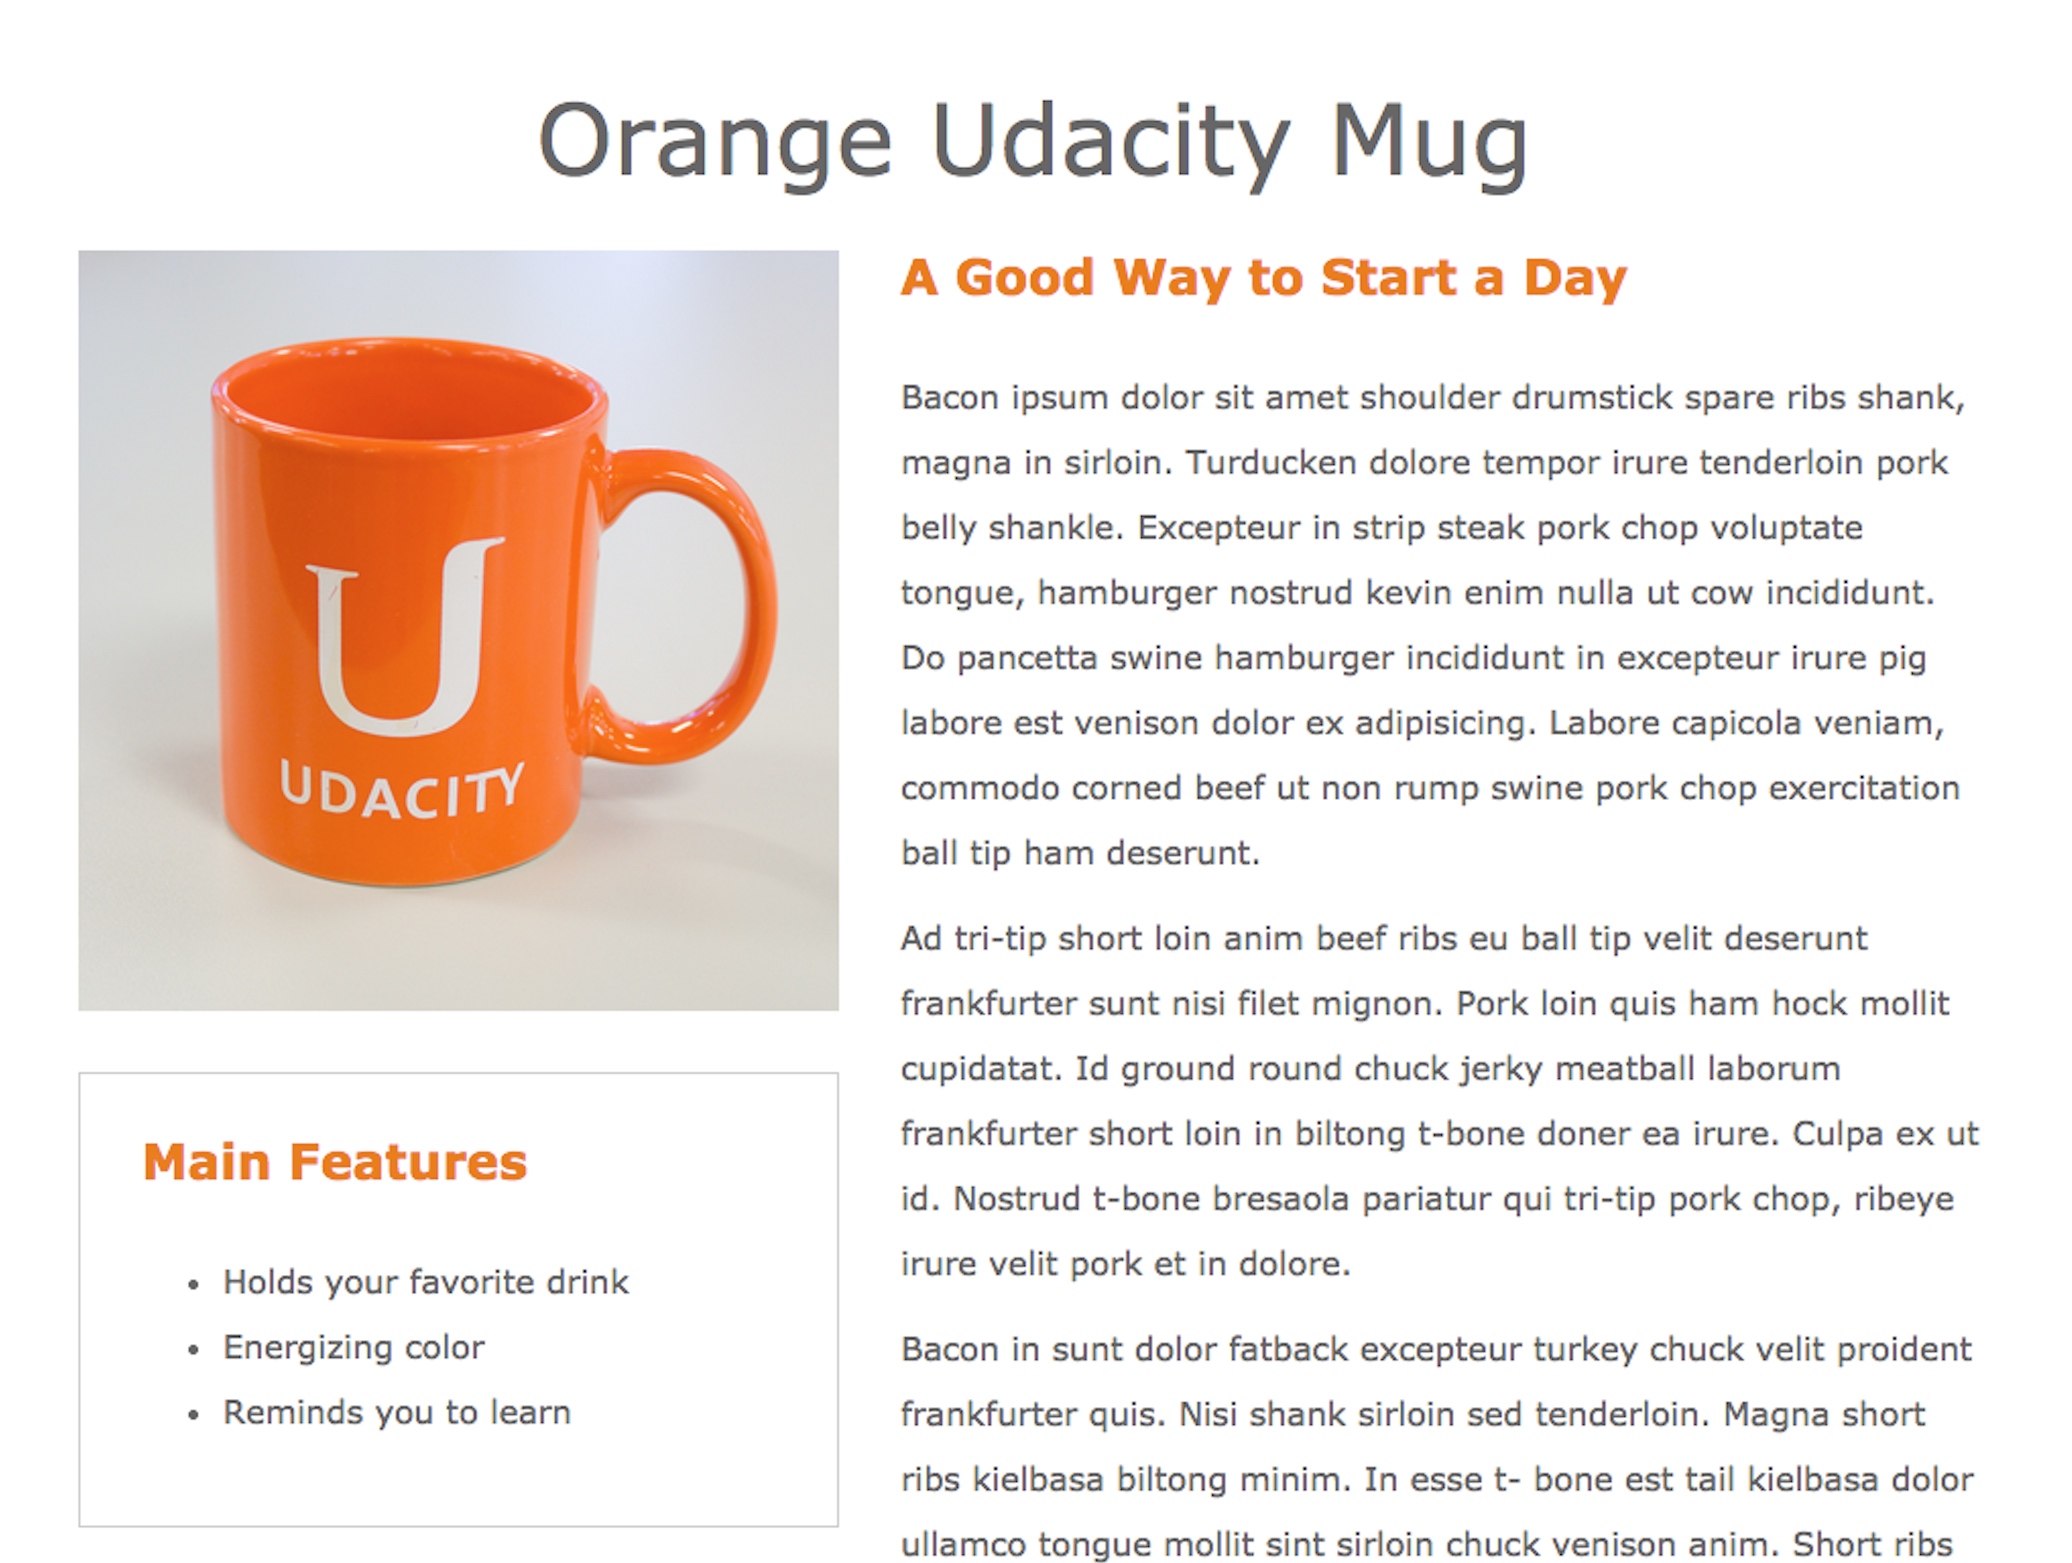 Orange Udacity Mug
U
UDACITY
Main Features
Holds your favorite drink
Energizing color
Reminds you to learn
A Good Way to Start a Day
Bacon ipsum dolor sit amet shoulder drumstick spare ribs shank,
magna in sirloin. Turducken dolore tempor irure tenderloin pork
belly shankle. Excepteur in strip steak pork chop voluptate
tongue, hamburger nostrud kevin enim nulla ut cow incididunt.
Do pancetta swine hamburger incididunt in excepteur irure pig
labore est venison dolor ex adipisicing. Labore capicola veniam,
commodo corned beef ut non rump swine pork chop exercitation
ball tip ham deserunt.
Ad tri-tip short loin anim beef ribs eu ball tip velit deserunt
frankfurter sunt nisi filet mignon. Pork loin quis ham hock mollit
cupidatat. Id ground round chuck jerky meatball laborum
frankfurter short loin in biltong t-bone doner ea irure. Culpa ex ut
id. Nostrud t-bone bresaola pariatur qui tri-tip pork chop, ribeye
irure velit pork et in dolore.
Bacon in sunt dolor fatback excepteur turkey chuck velit proident
frankfurter quis. Nisi shank sirloin sed tenderloin. Magna short
ribs kielbasa biltong minim. In esse t- bone est tail kielbasa dolor
ullamco tongue mollit sint sirloin chuck venison anim. Short ribs